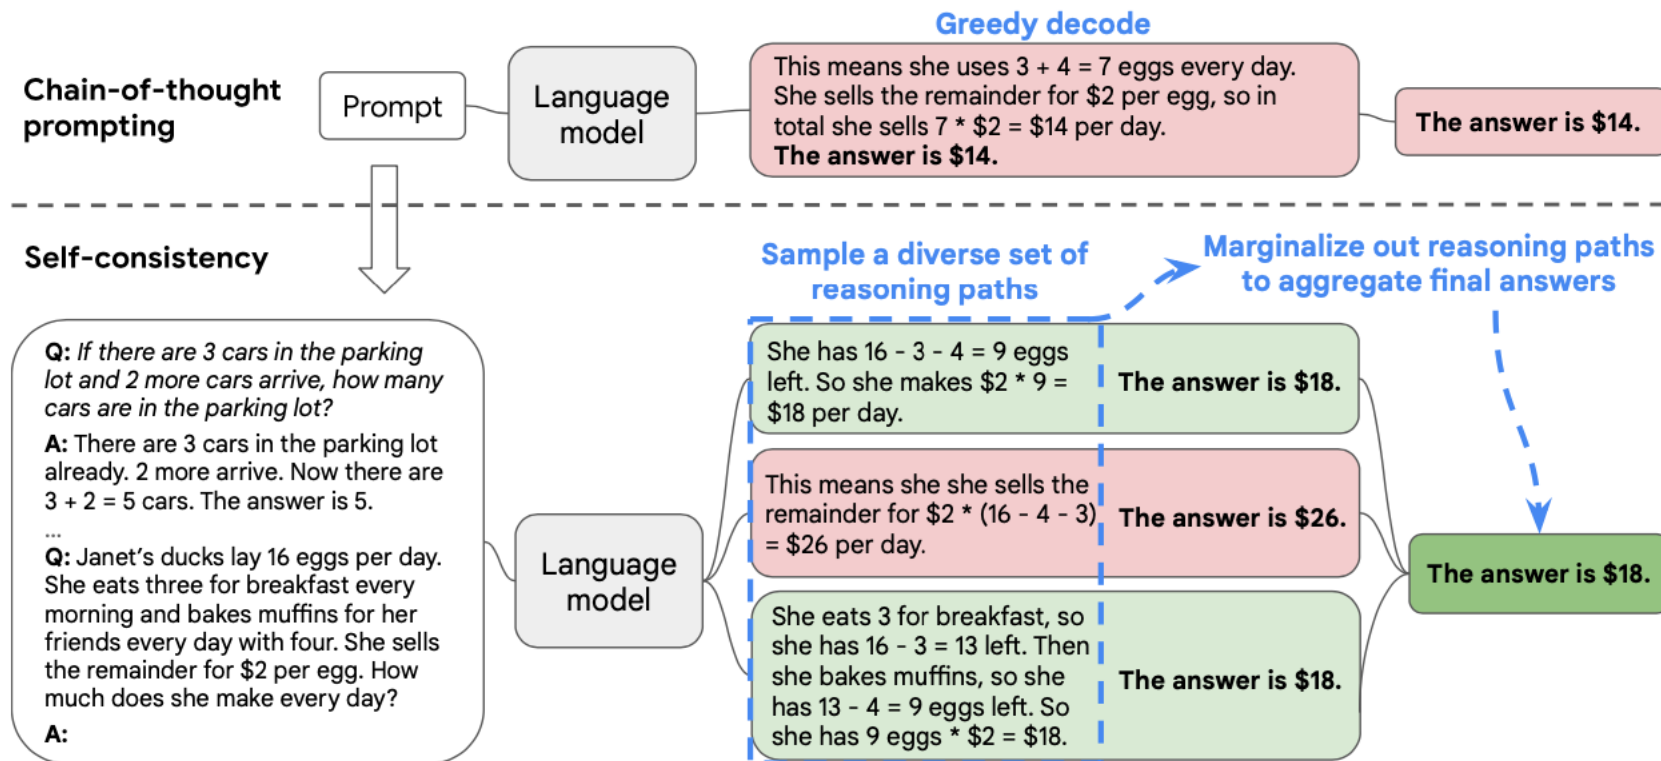 Greedy decode
Chain-of-thought
prompting
Prompt
Language
model
This means she uses 3 + 4 = 7 eggs every day.
She sells the remainder for $2 per egg, so in
total she sells 7 * $2 = $14 per day.
The answer is $14.
The answer is $14.
Self-consistency
Sample a diverse set of
reasoning paths
Marginalize out reasoning paths
to aggregate final answers
Q: If there are 3 cars in the parking
lot and 2 more cars arrive, how many
cars are in the parking lot?
A: There are 3 cars in the parking lot
already. 2 more arrive. Now there are
3 + 2 = 5 cars. The answer is 5.
...
Q: Janet's ducks lay 16 eggs per day.
She eats three for breakfast every
morning and bakes muffins for her
friends every day with four. She sells
the remainder for $2 per egg. How
much does she make every day?
A:
Language
model
She has 16 - 3 - 4 = 9 eggs
left. So she makes $2 * 9 =
$18 per day.
The answer is $18.
This means she she sells the
remainder for $2 * (16 - 4 - 3)
= $26 per day.
The answer is $26.
She eats 3 for breakfast, so
she has 16 - 3 = 13 left. Then
she bakes muffins, so she
has 13 - 4 = 9 eggs left. So
she has 9 eggs * $2 = $18.
The answer is $18.
The answer is $18.